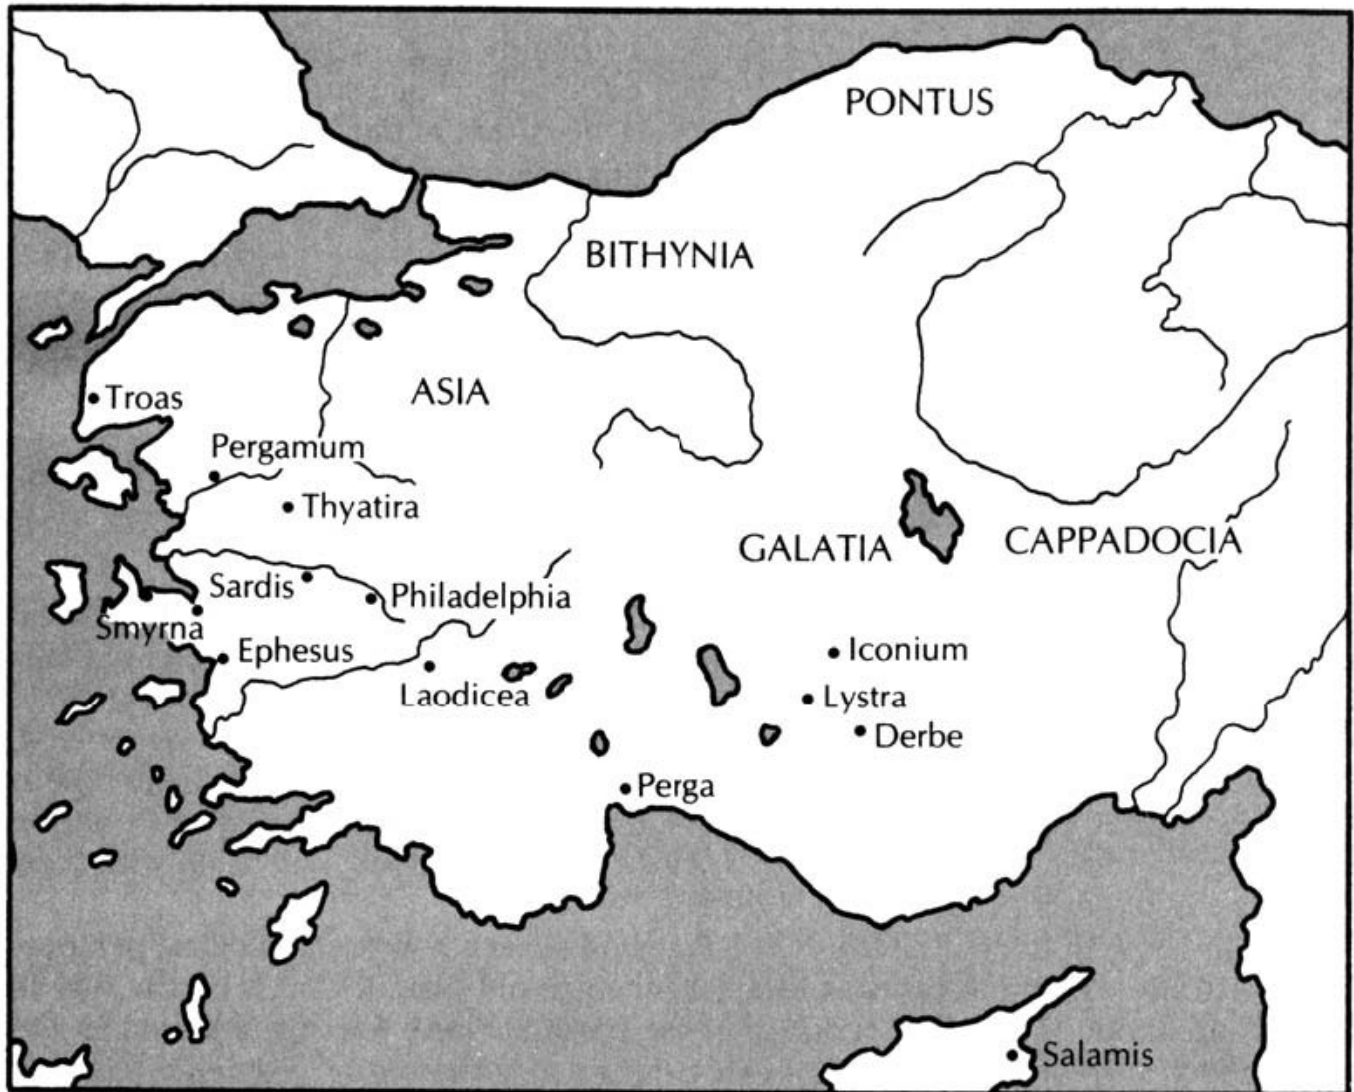 PONTUS
BITHYNIA
ASIA
Troas
Pergamum
Thyatira
GALATIA
CAPPADOCIA
Sardis
Philadelphia
Smyrna
Ephesus
Iconium
Laodicea
Lystra
Derbe
Perga
Salamis